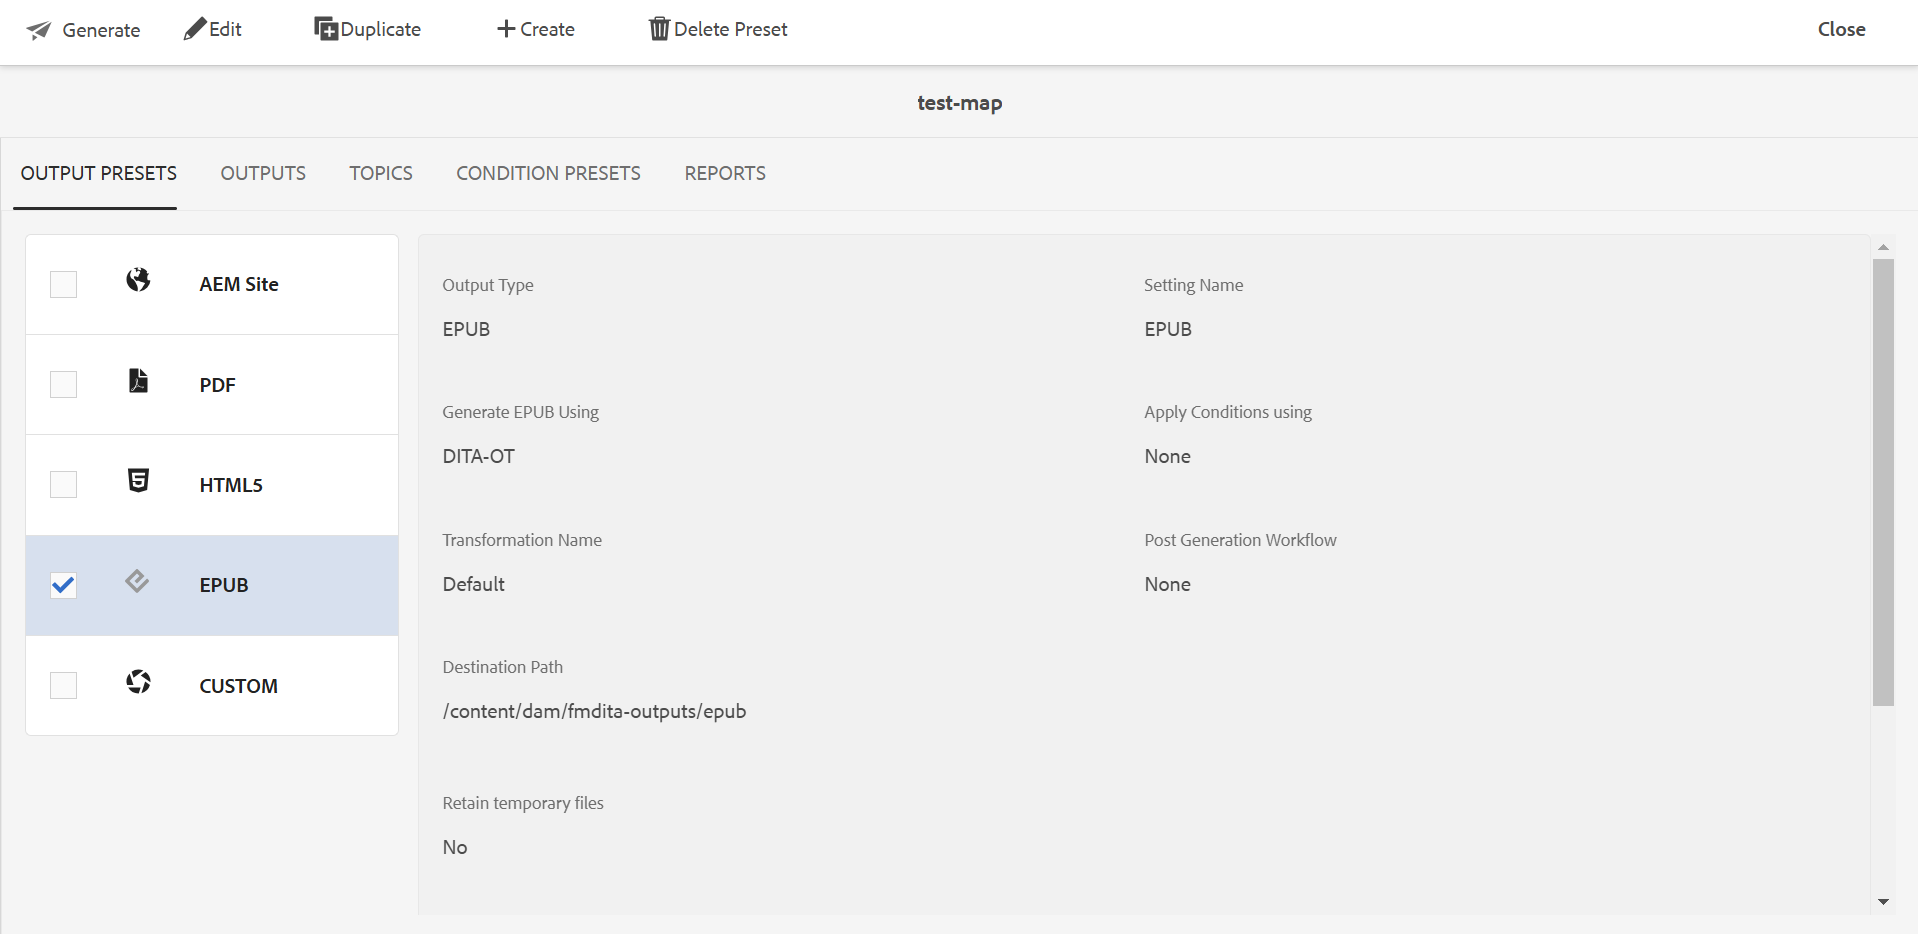 Generate Edit Duplicate Create Delete Preset Close
test-map
OUTPUT PRESETS OUTPUTS TOPICS CONDITION PRESETS REPORTS
AEM Site
PDF
HTML5
EPUB
CUSTOM
Output Type
EPUB
Setting Name
EPUB
Generate EPUB Using
DITA-OT
Apply Conditions using
None
Transformation Name
Default
Post Generation Workflow
None
Destination Path
/content/dam/fmdita-outputs/epub
Retain temporary files
No